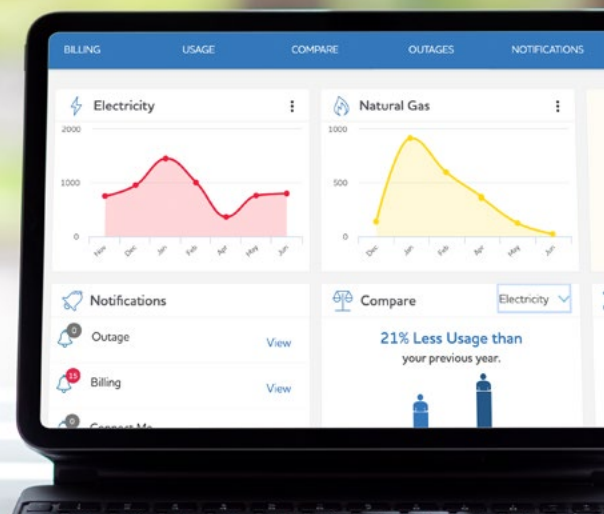 BILLING USAGE COMPARE OUTAGES NOTIFICATIONS
Electricity
2000
1000
0
Nov Dec Jan Feb Apr May Jun
Natural Gas
1000
500
0
Dec Jan Feb Apr May Jun
Notifications
0
Outage View
15
Billing View
0
Connect Me
Compare Electricity
21% Less Usage than
your previous year.